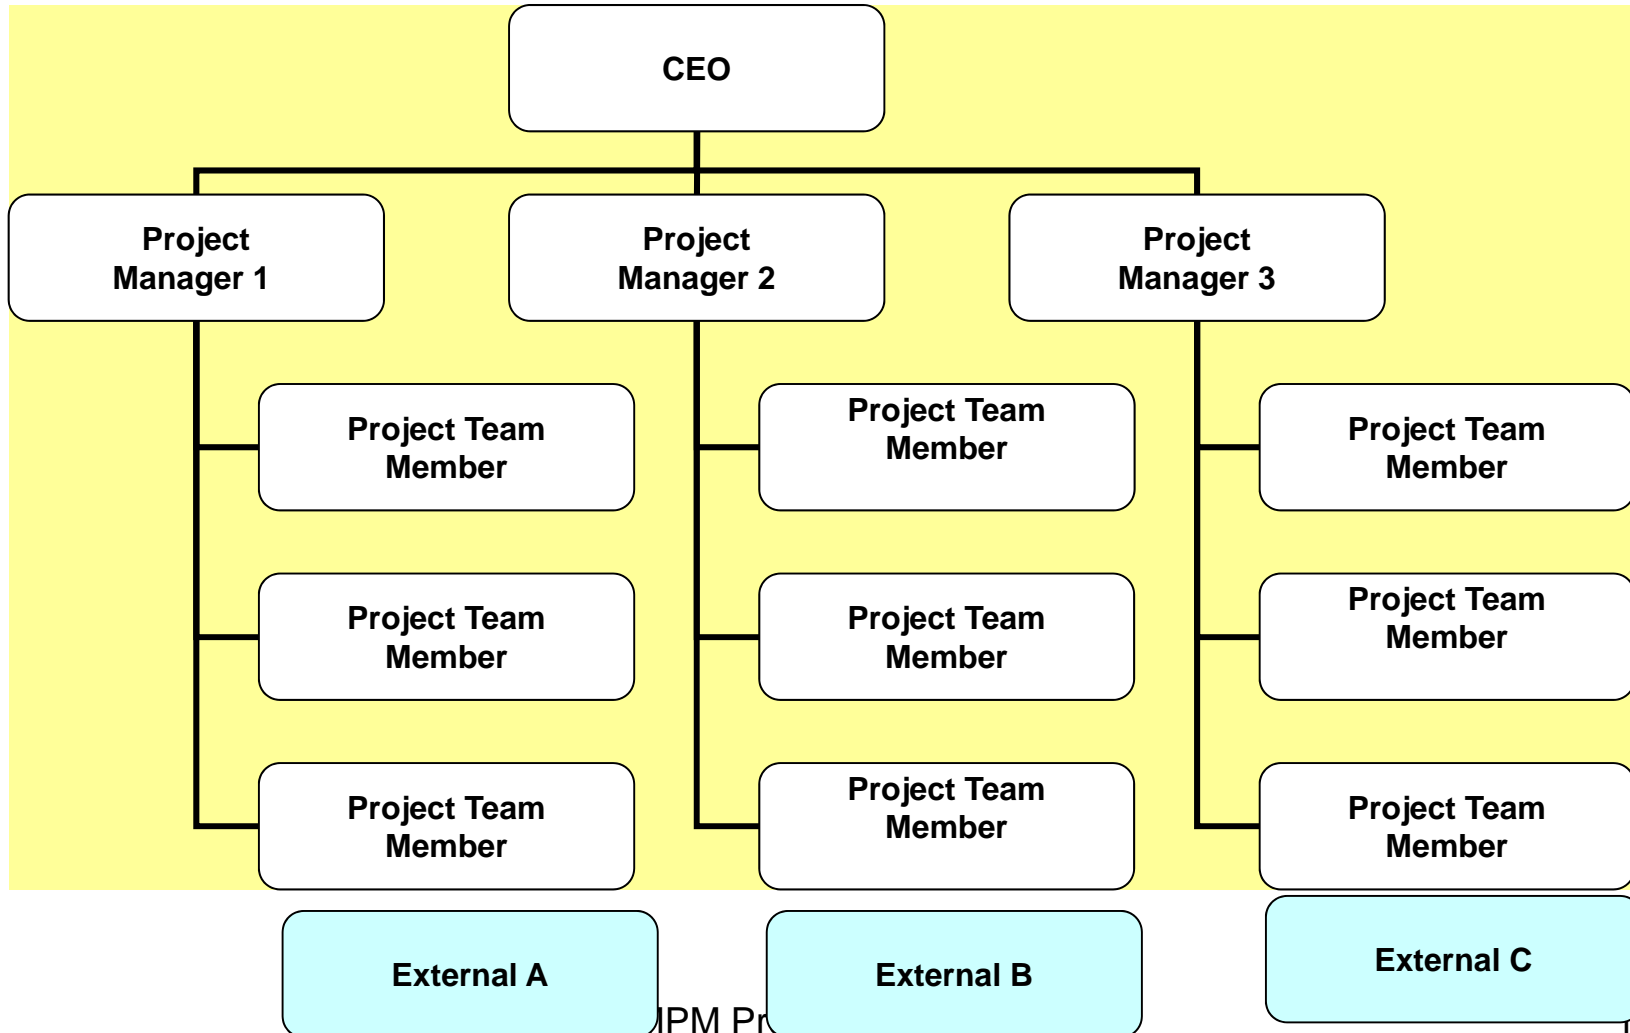 CEO
Project
Manager 1
Project
Manager 2
Project
Manager 3
Project Team
Member
Project Team
Member
Project Team
Member
Project Team
Member
Project Team
Member
Project Team
Member
Project Team
Member
Project Team
Member
Project Team
Member
External A
External B
External C